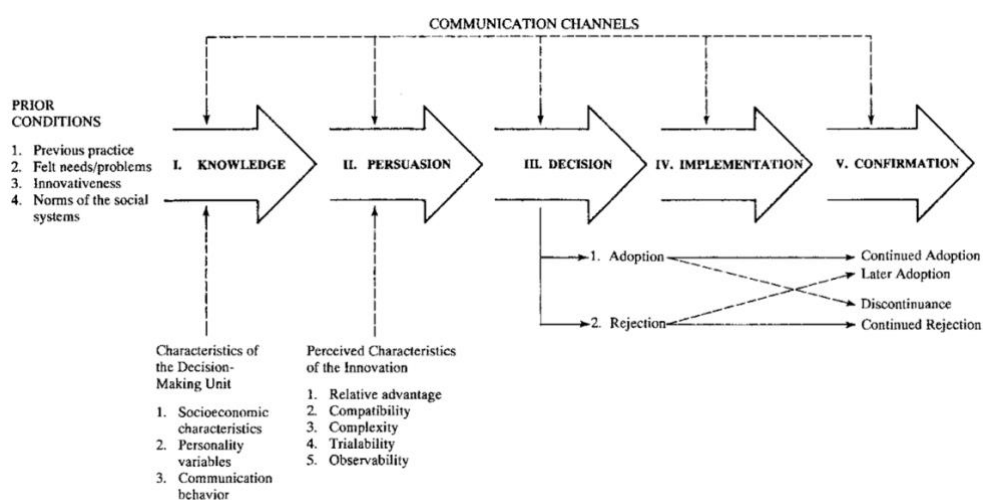 COMMUNICATION CHANNELS
PRIOR
CONDITIONS
1. Previous practice
2. Felt needs/problems
3. Innovativeness
4. Norms of the social
systems
I. KNOWLEDGE
II. PERSUASION
III. DECISION
IV. IMPLEMENTATION
V. CONFIRMATION
1. Adoption
2. Rejection
Continued Adoption
Later Adoption
Discontinuance
Continued Rejection
Characteristics of
the Decision-
Making Unit
1. Socioeconomic
characteristics
2. Personality
variables
3. Communication
behavior
Perceived Characteristics
of the Innovation
1. Relative advantage
2. Compatibility
3. Complexity
4. Trialability
5. Observability